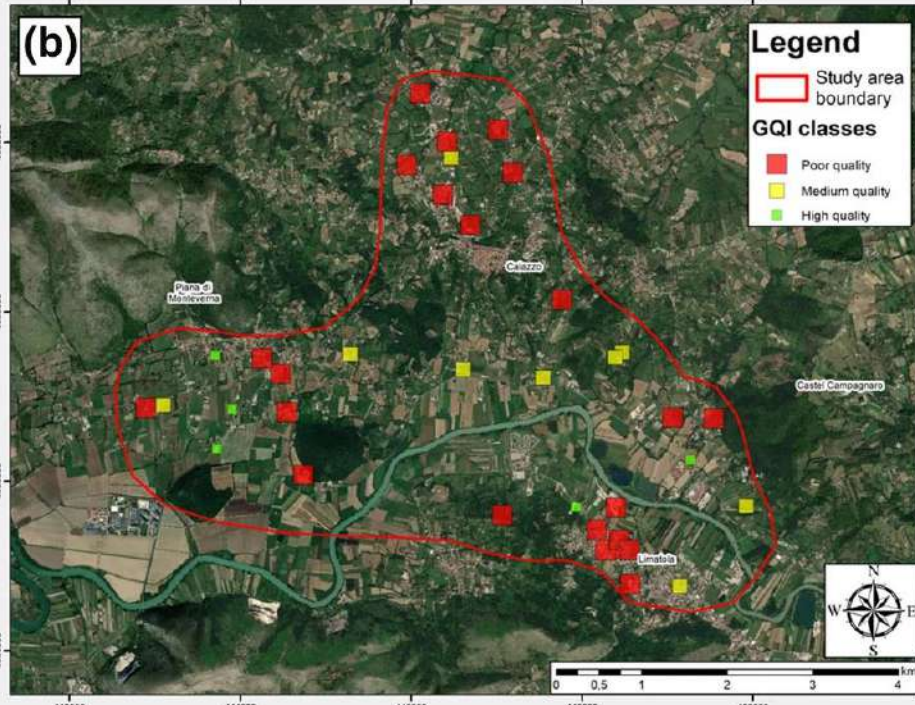 (b)
Legend
Study area
boundary
GQI classes
Poor quality
Medium quality
High quality
Caiazzo
Piana di
Monteverna
Castel Campagnano
Limatola
N
W E
S
km
0 0,5 1 2 3 4